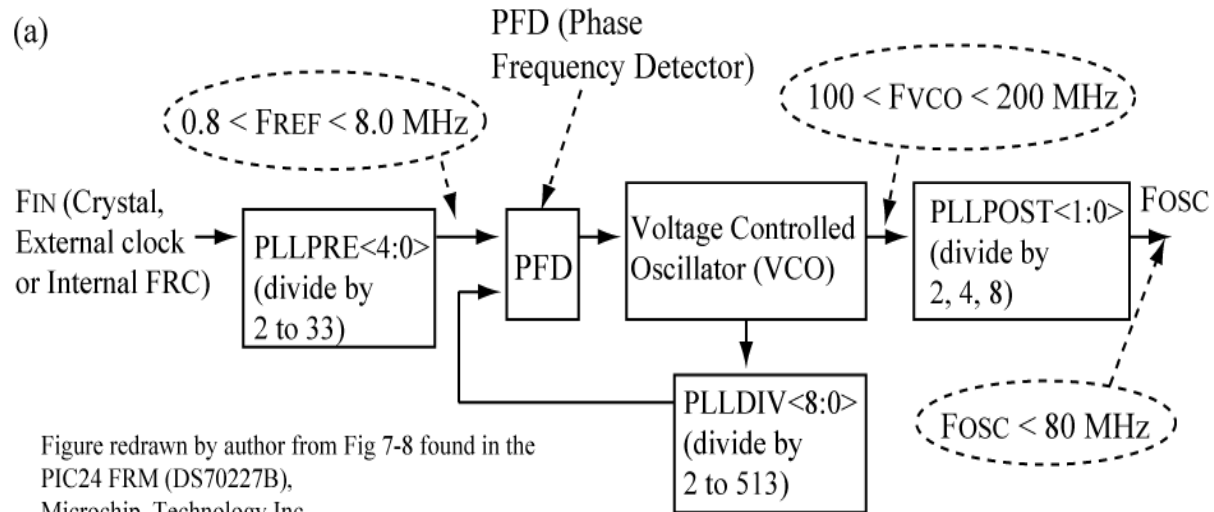 (a)
PFD (Phase
Frequency Detector)
0.8 < FREF < 8.0 MHz
100 < FVCO < 200 MHz
FIN (Crystal,
External clock
or Internal FRC)
PLLPRE<4:0>
(divide by
2 to 33)
PFD
Voltage Controlled
Oscillator (VCO)
PLLPOST<1:0>
(divide by
2, 4, 8)
FOSC
PLLDIV<8:0>
(divide by
2 to 513)
FOSC < 80 MHz
Figure redrawn by author from Fig 7-8 found in the
PIC24 FRM (DS70227B),
Microchip Technology Inc